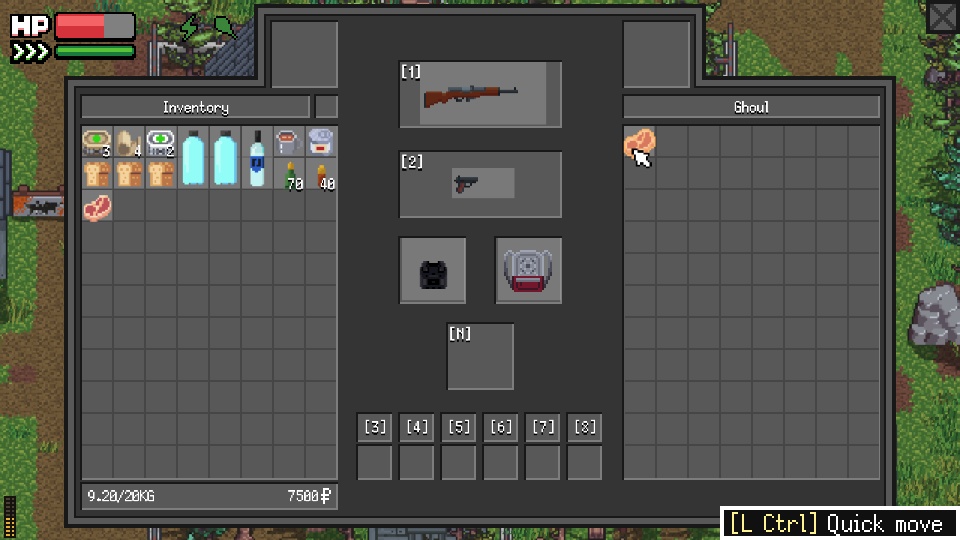 HP
[1]
Inventory
Ghoul
3
4
2
[2]
70
40
[N]
[3] [4] [5] [6] [7] [8]
9.20/20KG 7500₽
[L Ctrl] Quick move